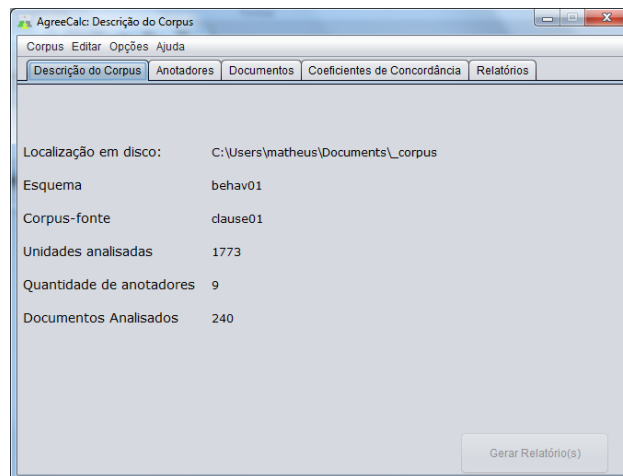 AgreeCalc: Descrição do Corpus
Corpus Editar Opções Ajuda
Descrição do Corpus Anotadores Documentos Coeficientes de Concordância Relatórios
Localização em disco: C:\Users\matheus\Documents\_corpus
Esquema behav01
Corpus-fonte clause01
Unidades analisadas 1773
Quantidade de anotadores 9
Documentos Analisados 240
Gerar Relatório(s)